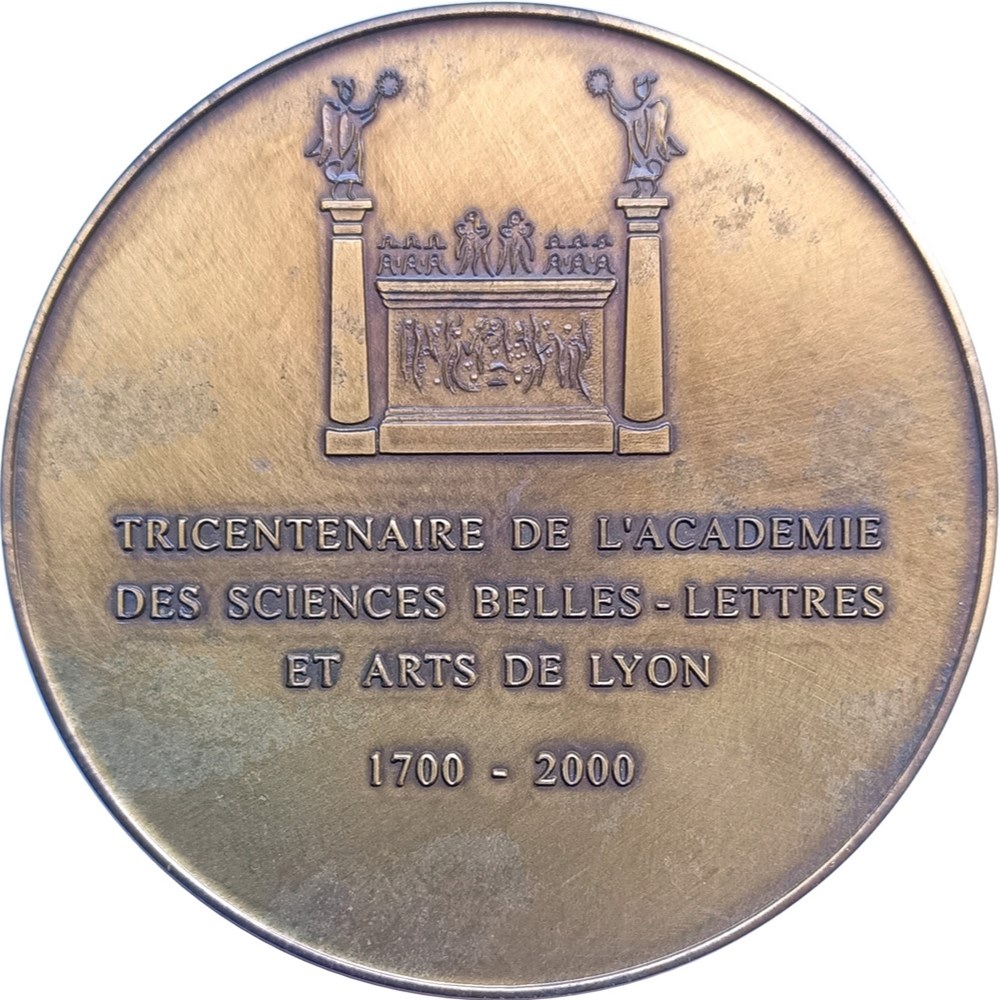 TRICENTENAIRE DE L'ACADEMIE
DES SCIENCES BELLES-LETTRES
ET ARTS DE LYON
1700 - 2000